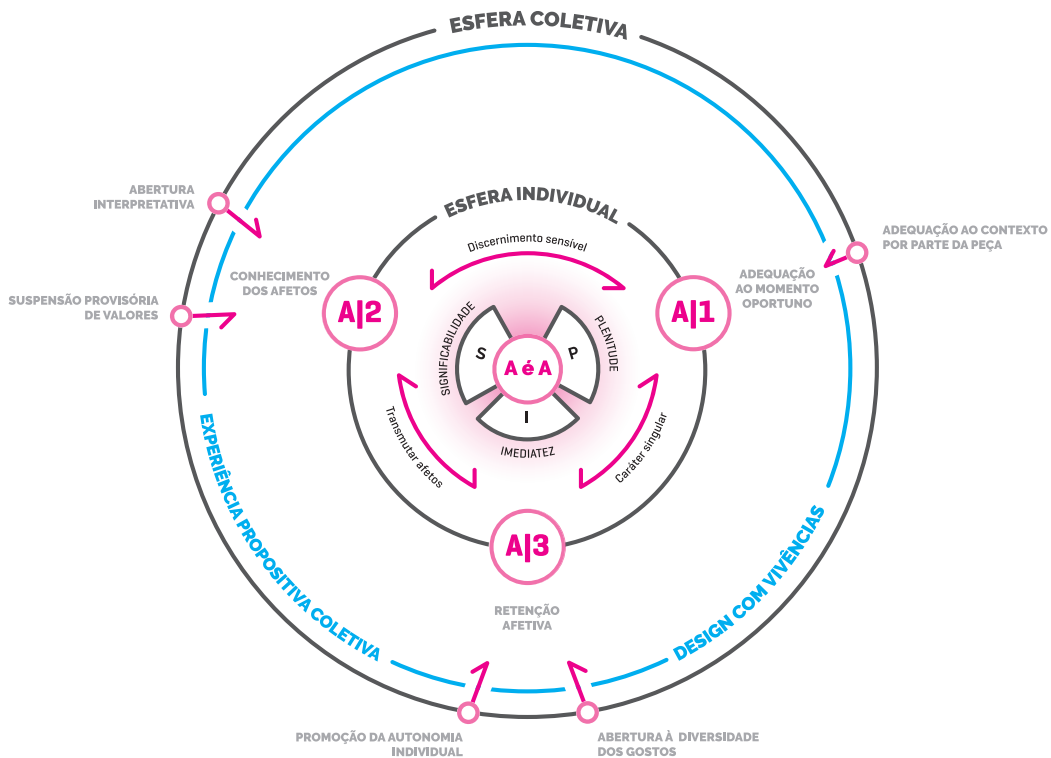 ESFERA COLETIVA
ABERTURA
INTERPRETATIVA
ESFERA INDIVIDUAL
Discernimento sensível
ADEQUAÇÃO AO CONTEXTO
POR PARTE DA PEÇA
CONHECIMENTO
DOS AFETOS
ADEQUAÇÃO
AO MOMENTO
OPORTUNO
SUSPENSÃO PROVISÓRIA
DE VALORES
A|2
A|1
SIGNIFICABILIDADE
S
P
PLENITUDE
A é A
I
IMEDIATEZ
Transmutar afetos
Caráter singular
A|3
RETENÇÃO
AFETIVA
EXPERIÊNCIA PROPOSITIVA COLETIVA
DESIGN COM VIVÊNCIAS
PROMOÇÃO DA AUTONOMIA
INDIVIDUAL
ABERTURA À DIVERSIDADE
DOS GOSTOS